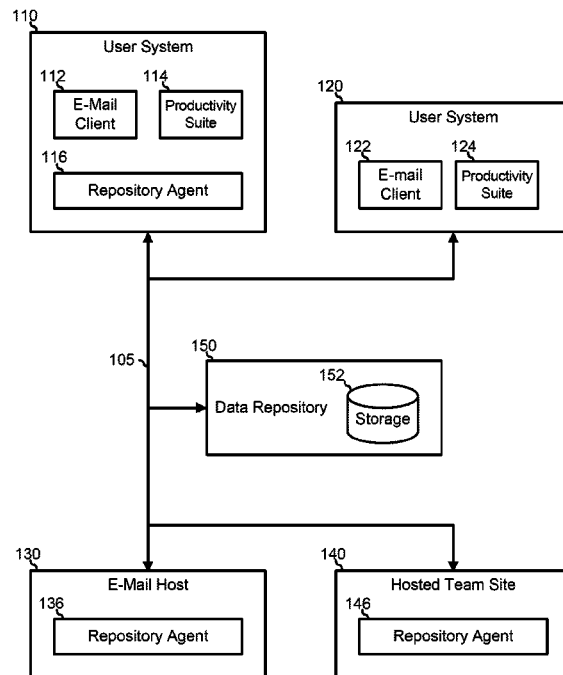 110
User System
112
E-Mail
Client
114
Productivity
Suite
116
Repository Agent
120
User System
122
E-mail
Client
124
Productivity
Suite
105
150
Data Repository
152
Storage
130
E-Mail Host
136
Repository Agent
140
Hosted Team Site
146
Repository Agent